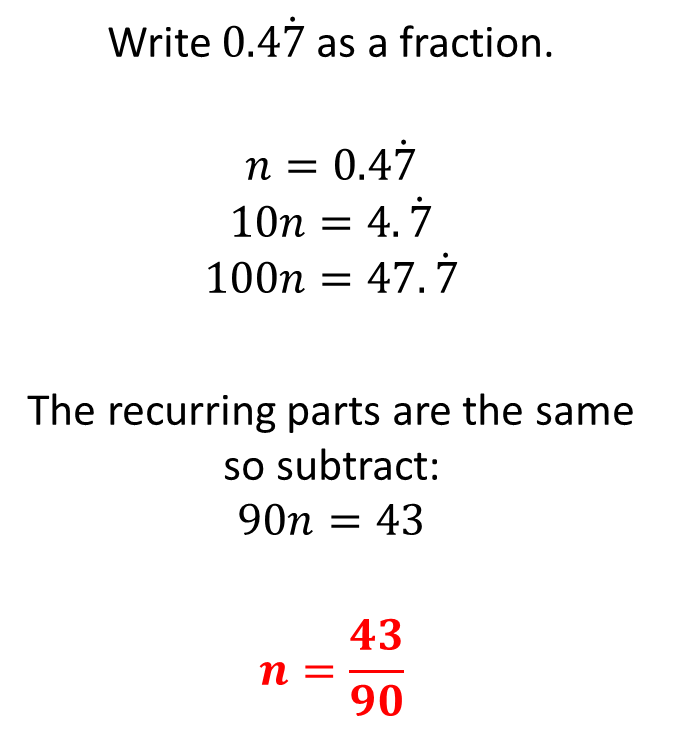 Write 0.47̇ as a fraction.
n = 0.47̇
10n = 4.7̇
100n = 47.7̇
The recurring parts are the same
so subtract:
90n = 43
n = 43/90